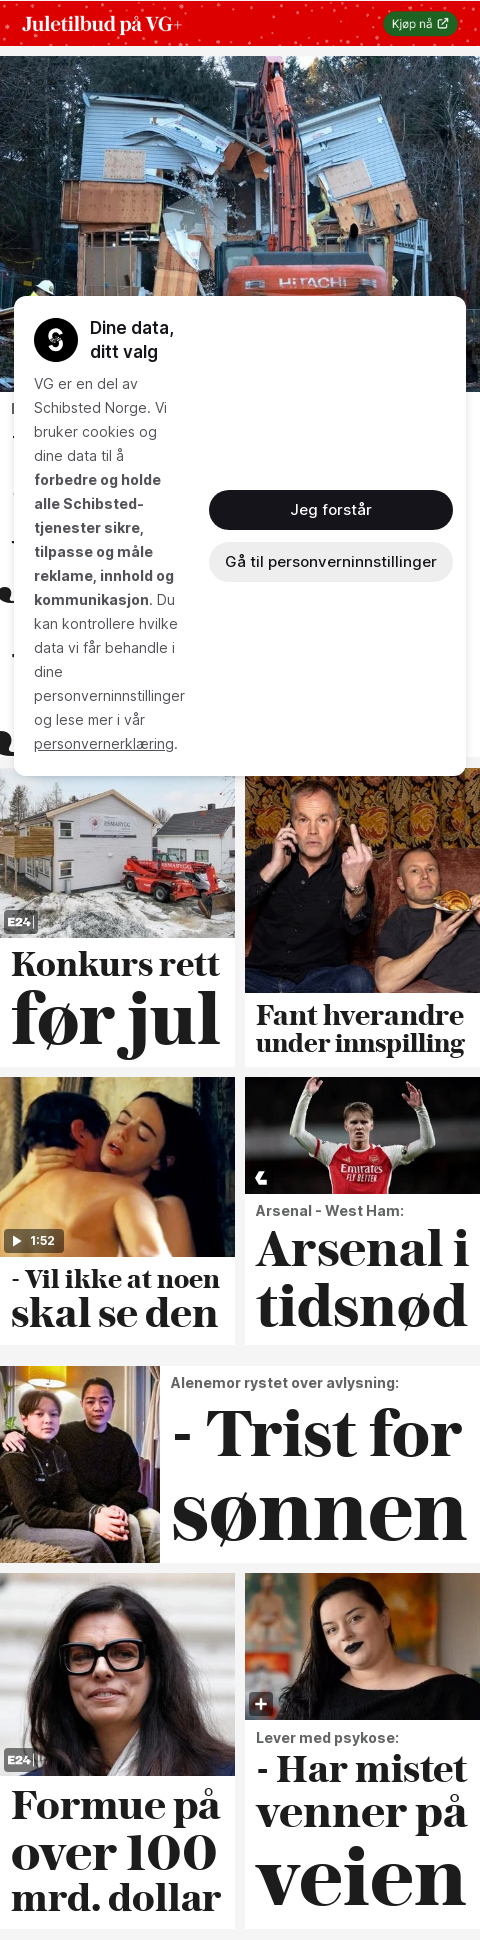 Juletilbud på VG+
Kjøp nå
HITACHI
Dine data,
ditt valg
VG er en del av
Schibsted Norge. Vi
bruker cookies og
dine data til å
forbedre og holde
alle Schibsted-
tjenester sikre,
tilpasse og måle
reklame, innhold og
kommunikasjon. Du
kan kontrollere hvilke
data vi får behandle i
dine
personverninnstillinger
og lese mer i vår
personvernerklæring.
Jeg forstår
Gå til personverninnstillinger
E24
Konkurs rett
før jul
Fant hverandre
under innspilling
1:52
- Vil ikke at noen
skal se den
Emirates
FLY BETTER
Arsenal - West Ham:
Arsenal i
tidsnød
Alenemor rystet over avlysning:
- Trist for
sønnen
E24
Formue på
over 100
mrd. dollar
Lever med psykose:
- Har mistet
venner på
veien